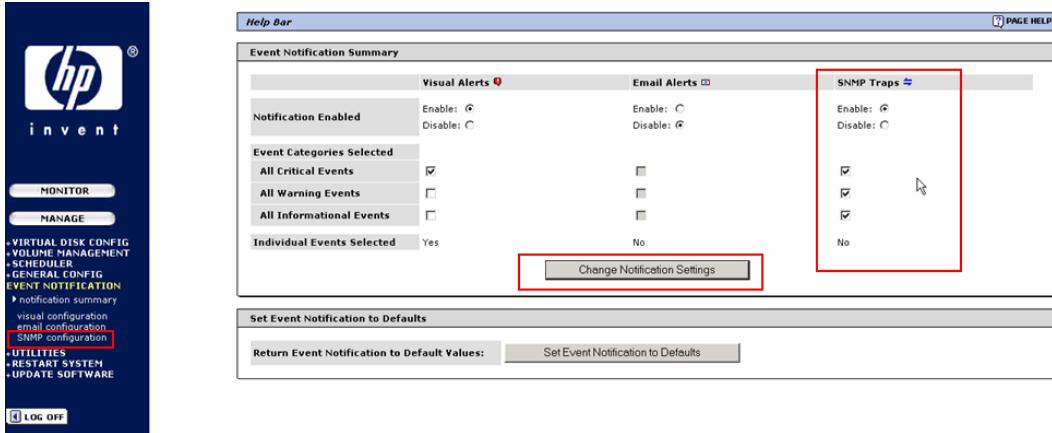 hp
®
invent
MONITOR
MANAGE
+VIRTUAL DISK CONFIG
+VOLUME MANAGEMENT
+SCHEDULER
+GENERAL CONFIG
EVENT NOTIFICATION
notification summary
visual configuration
email configuration
SNMP configuration
+UTILITIES
+RESTART SYSTEM
+UPDATE SOFTWARE
LOG OFF
Help Bar
? PAGE HELP
Event Notification Summary
Visual Alerts Email Alerts SNMP Traps
Notification Enabled
Enable: Enable: Enable:
Disable: Disable: Disable:
Event Categories Selected
All Critical Events
All Warning Events
All Informational Events
Individual Events Selected Yes No No
Change Notification Settings
Set Event Notification to Defaults
Return Event Notification to Default Values: Set Event Notification to Defaults